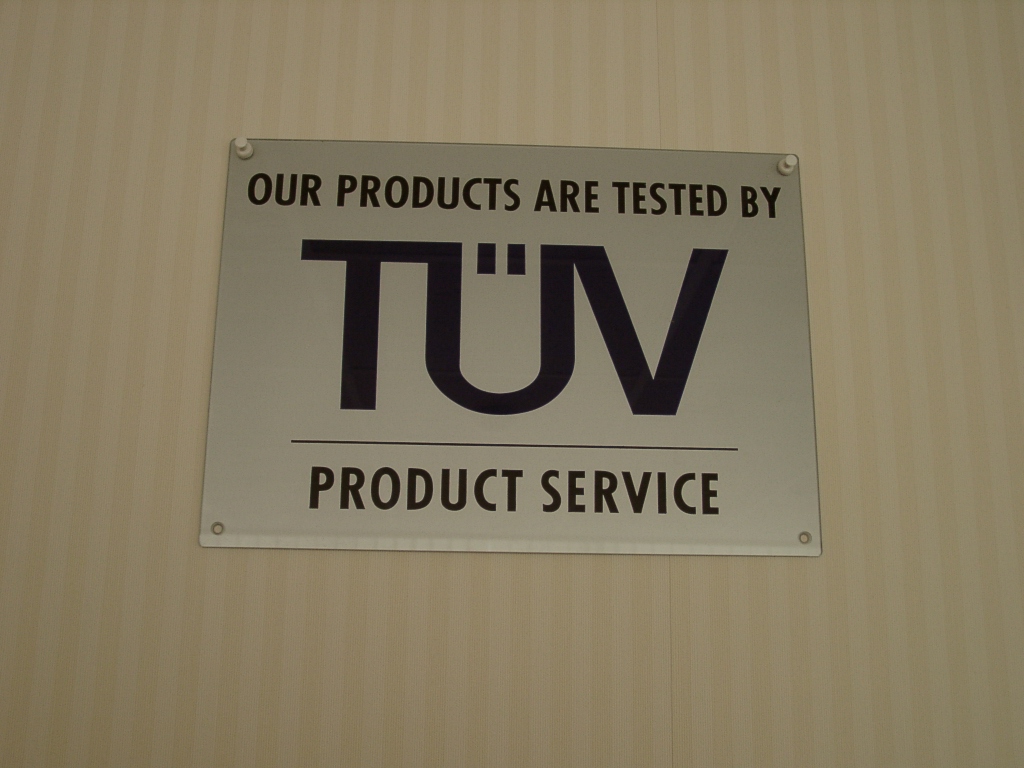 OUR PRODUCTS ARE TESTED BY
TÜV
PRODUCT SERVICE